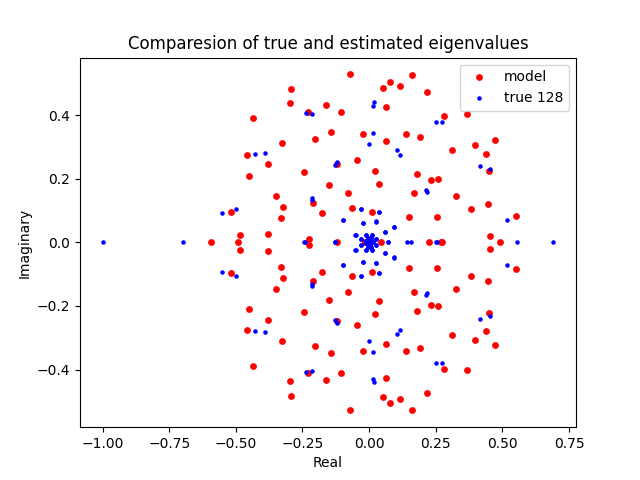 Comparesion of true and estimated eigenvalues
model
true 128
0.4
0.2
0.0
−0.2
−0.4
Imaginary
−1.00
−0.75
−0.50
−0.25
0.00
0.25
0.50
0.75
Real